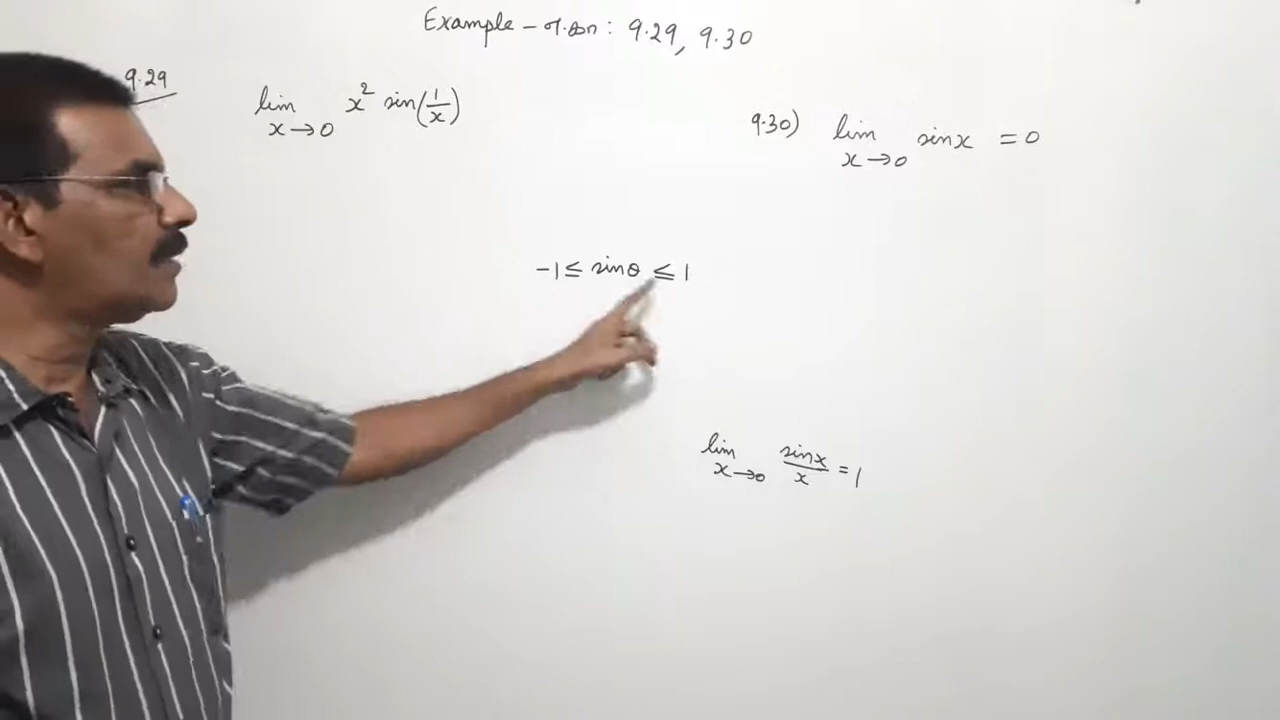 Example – எ.கா : 9.29, 9.30
9.29
lim x→0 x² sin(1/x)
9.30) lim x→0 sinx = 0
-1 ≤ sinθ ≤ 1
lim x→0 sinx/x = 1